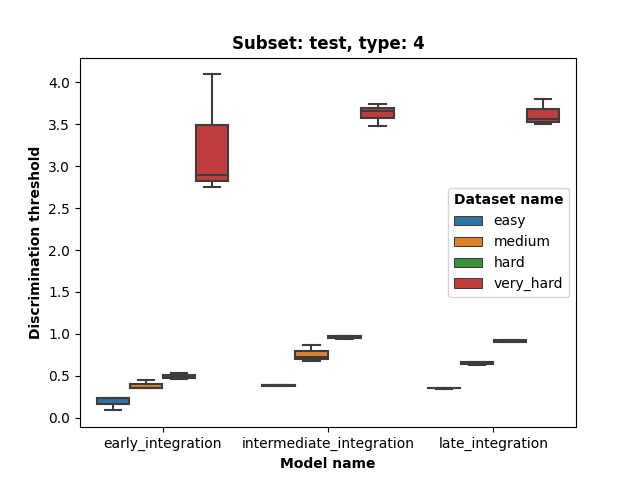 Subset: test, type: 4
Discrimination threshold
4.0
3.5
3.0
2.5
2.0
1.5
1.0
0.5
0.0
Dataset name
easy
medium
hard
very_hard
early_integration
intermediate_integration
late_integration
Model name